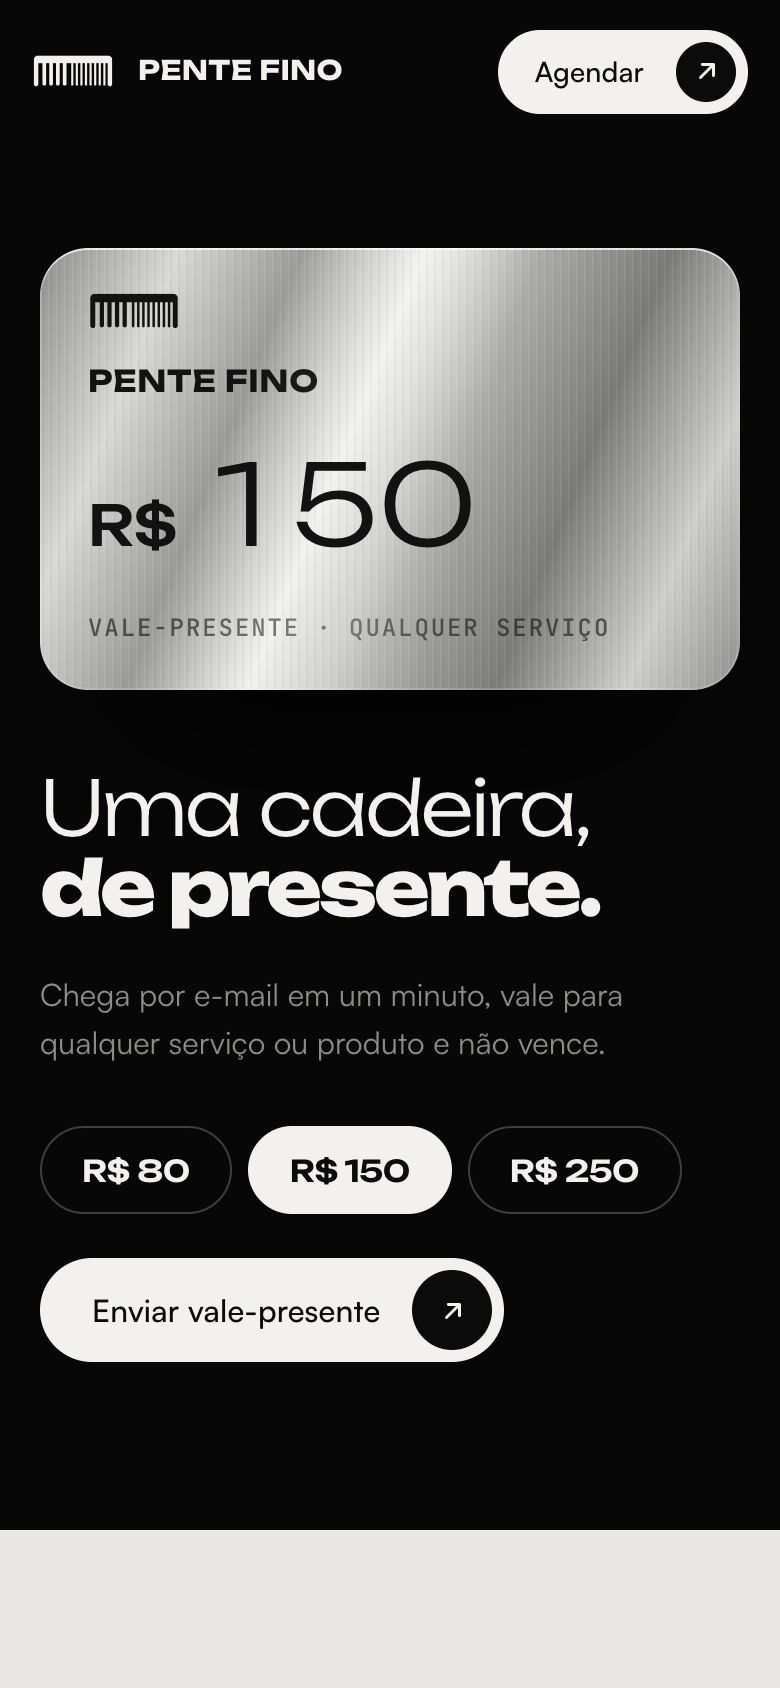 PENTE FINO
Agendar
PENTE FINO
R$ 150
VALE-PRESENTE · QUALQUER SERVIÇO
Uma cadeira,
de presente.
Chega por e-mail em um minuto, vale para
qualquer serviço ou produto e não vence.
R$ 80
R$ 150
R$ 250
Enviar vale-presente